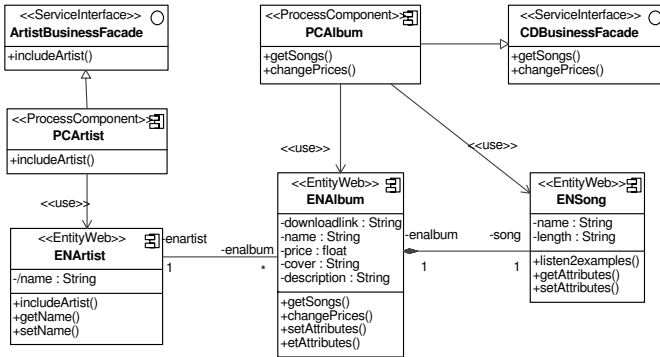 <<ServiceInterface>>
ArtistBusinessFacade
+includeArtist()
<<ProcessComponent>>
PCAlbum
+getSongs()
+changePrices()
<<ServiceInterface>>
CDBusinessFacade
+getSongs()
+changePrices()
<<ProcessComponent>>
PCArtist
+includeArtist()
<<use>>
<<use>>
<<use>>
<<EntityWeb>>
ENArtist
-/name : String
+includeArtist()
+getName()
+setName()
-enartist
1
-enalbum
*
<<EntityWeb>>
ENAlbum
-downloadlink : String
-name : String
-price : float
-cover : String
-description : String
+getSongs()
+changePrices()
+setAttributes()
+etAttributes()
-enalbum
1
-song
1
<<EntityWeb>>
ENSong
-name : String
-length : String
+listen2examples()
+getAttributes()
+setAttributes()